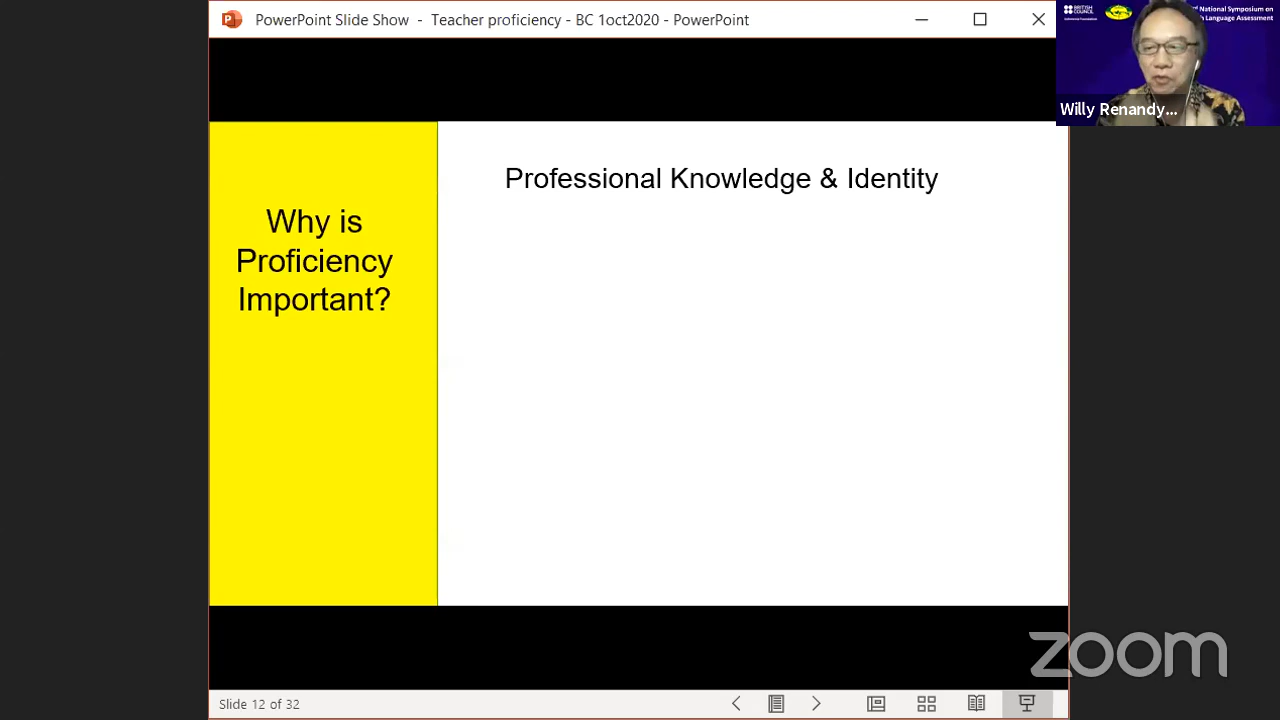 PowerPoint Slide Show - Teacher proficiency - BC 1oct2020 - PowerPoint
BRITISH
COUNCIL
National Symposium on
Language Assessment
Willy Renandy...
Professional Knowledge & Identity
Why is
Proficiency
Important?
zoom
Slide 12 of 32